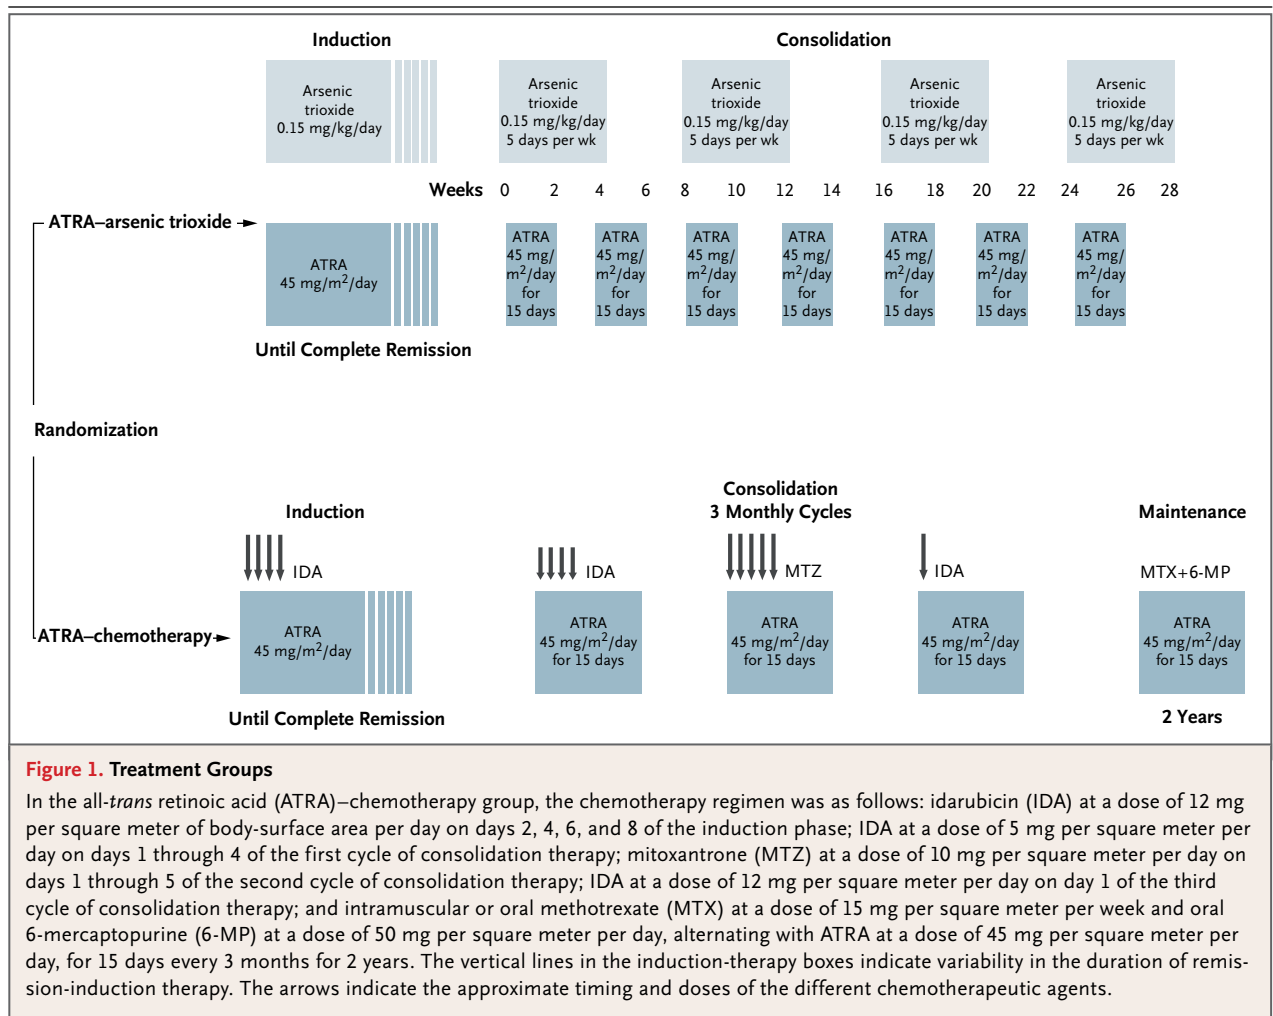 Induction
Consolidation
Arsenic
trioxide
0.15 mg/kg/day
Arsenic
trioxide
0.15 mg/kg/day
5 days per wk
Arsenic
trioxide
0.15 mg/kg/day
5 days per wk
Arsenic
trioxide
0.15 mg/kg/day
5 days per wk
Arsenic
trioxide
0.15 mg/kg/day
5 days per wk
Weeks 0 2 4 6 8 10 12 14 16 18 20 22 24 26 28
ATRA–arsenic trioxide
ATRA
45 mg/m²/day
ATRA
45 mg/
m²/day
for
15 days
ATRA
45 mg/
m²/day
for
15 days
ATRA
45 mg/
m²/day
for
15 days
ATRA
45 mg/
m²/day
for
15 days
ATRA
45 mg/
m²/day
for
15 days
ATRA
45 mg/
m²/day
for
15 days
ATRA
45 mg/
m²/day
for
15 days
Until Complete Remission
Randomization
Induction
Consolidation
3 Monthly Cycles
Maintenance
IDA
IDA
MTZ
IDA
MTX+6-MP
ATRA–chemotherapy
ATRA
45 mg/m²/day
ATRA
45 mg/m²/day
for 15 days
ATRA
45 mg/m²/day
for 15 days
ATRA
45 mg/m²/day
for 15 days
ATRA
45 mg/m²/day
for 15 days
Until Complete Remission
2 Years
Figure 1. Treatment Groups
In the all-trans retinoic acid (ATRA)–chemotherapy group, the chemotherapy regimen was as follows: idarubicin (IDA) at a dose of 12 mg
per square meter of body-surface area per day on days 2, 4, 6, and 8 of the induction phase; IDA at a dose of 5 mg per square meter per
day on days 1 through 4 of the first cycle of consolidation therapy; mitoxantrone (MTZ) at a dose of 10 mg per square meter per day on
days 1 through 5 of the second cycle of consolidation therapy; IDA at a dose of 12 mg per square meter per day on day 1 of the third
cycle of consolidation therapy; and intramuscular or oral methotrexate (MTX) at a dose of 15 mg per square meter per week and oral
6-mercaptopurine (6-MP) at a dose of 50 mg per square meter per day, alternating with ATRA at a dose of 45 mg per square meter per
day, for 15 days every 3 months for 2 years. The vertical lines in the induction-therapy boxes indicate variability in the duration of remis-
sion-induction therapy. The arrows indicate the approximate timing and doses of the different chemotherapeutic agents.